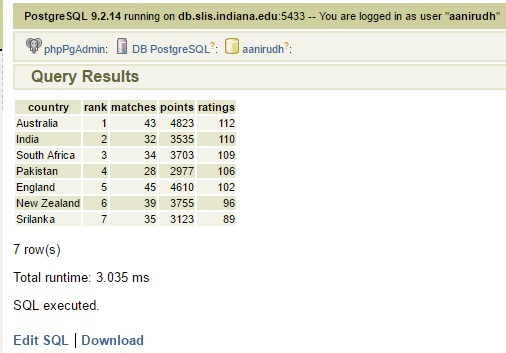 PostgreSQL 9.2.14 running on db.slis.indiana.edu:5433 -- You are logged in as user "aanirudh"
phpPgAdmin: DB PostgreSQL?: aanirudh?:
Query Results
country rank matches points ratings
Australia 1 43 4823 112
India 2 32 3535 110
South Africa 3 34 3703 109
Pakistan 4 28 2977 106
England 5 45 4610 102
New Zealand 6 39 3755 96
Srilanka 7 35 3123 89
7 row(s)
Total runtime: 3.035 ms
SQL executed.
Edit SQL | Download